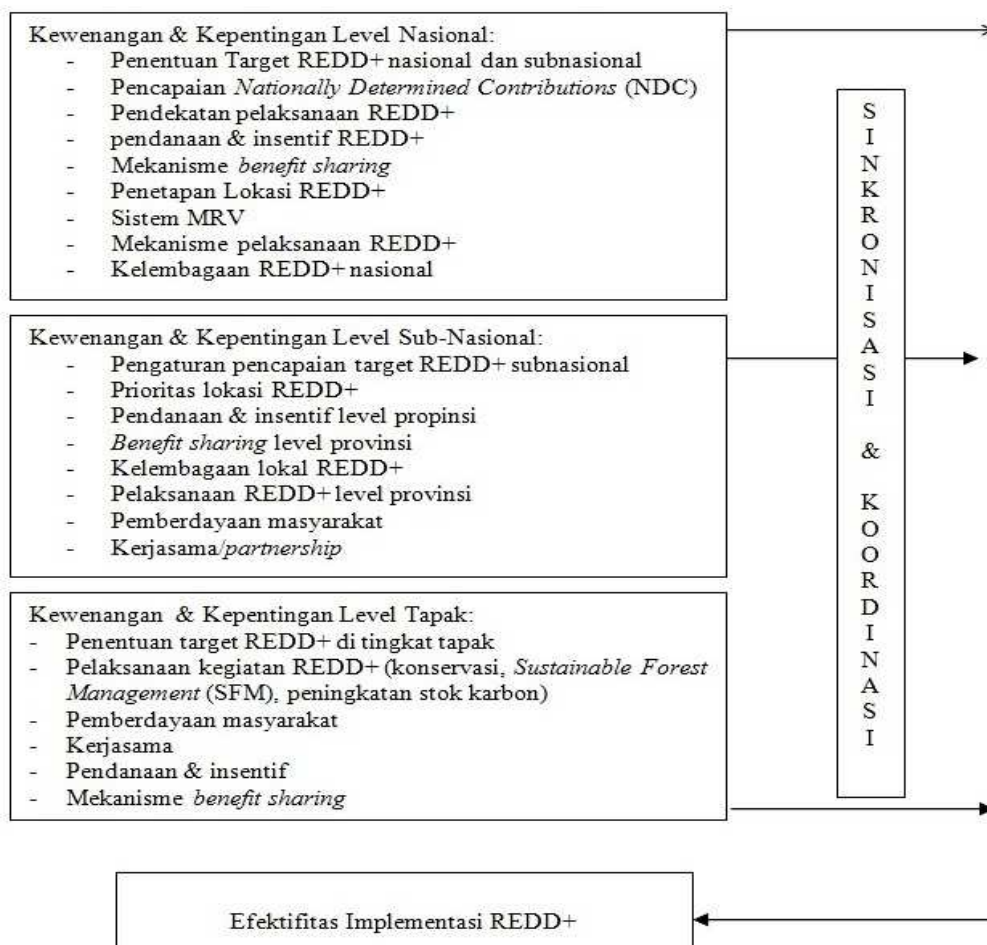 Kewenangan & Kepentingan Level Nasional:
- Penentuan Target REDD+ nasional dan subnasional
- Pencapaian Nationally Determined Contributions (NDC)
- Pendekatan pelaksanaan REDD+
- pendanaan & insentif REDD+
- Mekanisme benefit sharing
- Penetapan Lokasi REDD+
- Sistem MRV
- Mekanisme pelaksanaan REDD+
- Kelembagaan REDD+ nasional
Kewenangan & Kepentingan Level Sub-Nasional:
- Pengaturan pencapaian target REDD+ subnasional
- Prioritas lokasi REDD+
- Pendanaan & insentif level propinsi
- Benefit sharing level provinsi
- Kelembagaan lokal REDD+
- Pelaksanaan REDD+ level provinsi
- Pemberdayaan masyarakat
- Kerjasama/partnership
Kewenangan & Kepentingan Level Tapak:
- Penentuan target REDD+ di tingkat tapak
- Pelaksanaan kegiatan REDD+ (konservasi, Sustainable Forest
Management (SFM), peningkatan stok karbon)
- Pemberdayaan masyarakat
- Kerjasama
- Pendanaan & insentif
- Mekanisme benefit sharing
SINKRONISASI & KOORDINASI
Efektifitas Implementasi REDD+